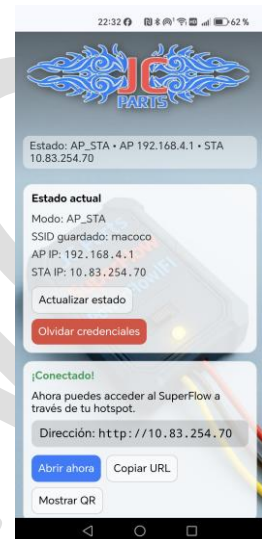 22:32 62 %
JC
PARTS
Estado: AP_STA • AP 192.168.4.1 • STA
10.83.254.70
Estado actual
Modo: AP_STA
SSID guardado: macoco
AP IP: 192.168.4.1
STA IP: 10.83.254.70
Actualizar estado
Olvidar credenciales
¡Conectado!
Ahora puedes acceder al SuperFlow a
través de tu hotspot.
Dirección: http://10.83.254.70
Abrir ahora Copiar URL
Mostrar QR